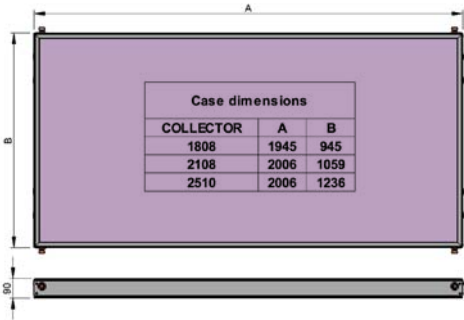 A
B
Case dimensions
COLLECTOR A B
1808 1945 945
2108 2006 1059
2510 2006 1236
90